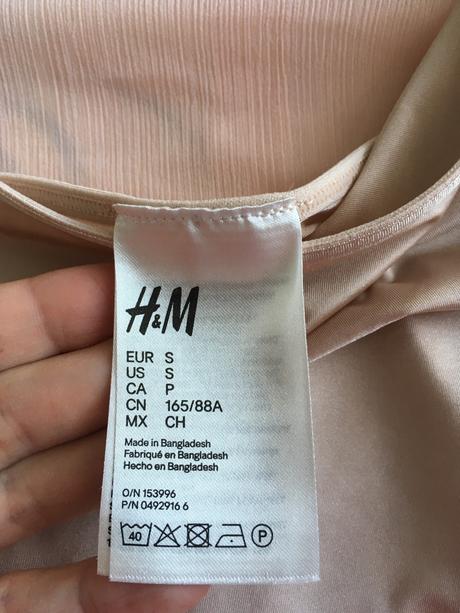 H&M
EUR S
US S
CA P
CN 165/88A
MX CH
Made in Bangladesh
Fabriqué en Bangladesh
Hecho en Bangladesh
O/N 153996
P/N 0492916 6
40 P